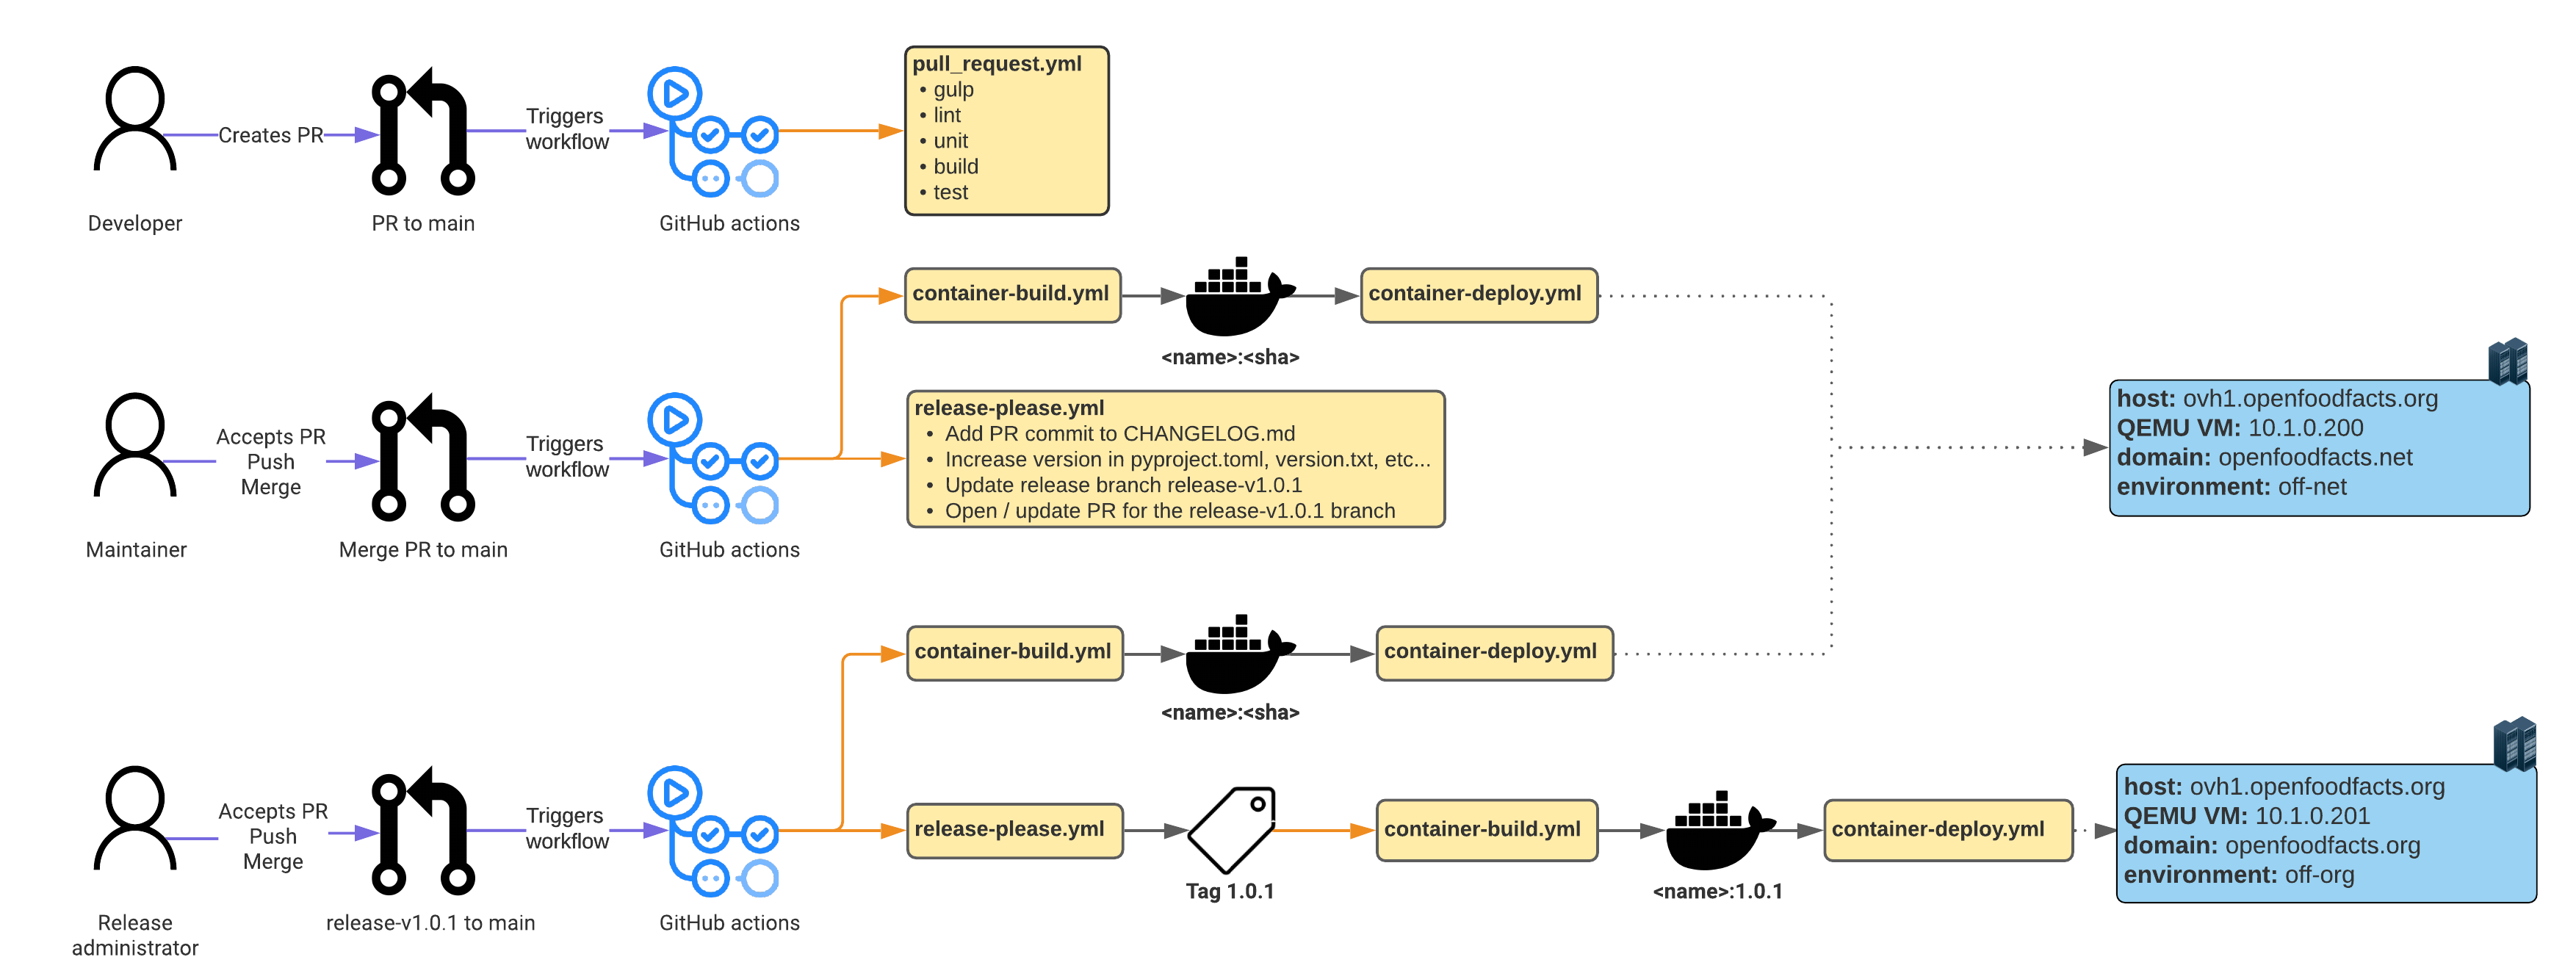 Developer
Creates PR
PR to main
Triggers
workflow
GitHub actions
pull_request.yml
• gulp
• lint
• unit
• build
• test
Maintainer
Accepts PR
Push
Merge
Merge PR to main
Triggers
workflow
GitHub actions
container-build.yml
<name>:<sha>
container-deploy.yml
release-please.yml
• Add PR commit to CHANGELOG.md
• Increase version in pyproject.toml, version.txt, etc...
• Update release branch release-v1.0.1
• Open / update PR for the release-v1.0.1 branch
host: ovh1.openfoodfacts.org
QEMU VM: 10.1.0.200
domain: openfoodfacts.net
environment: off-net
Release
administrator
Accepts PR
Push
Merge
release-v1.0.1 to main
Triggers
workflow
GitHub actions
container-build.yml
<name>:<sha>
container-deploy.yml
release-please.yml
Tag 1.0.1
container-build.yml
<name>:1.0.1
container-deploy.yml
host: ovh1.openfoodfacts.org
QEMU VM: 10.1.0.201
domain: openfoodfacts.org
environment: off-org